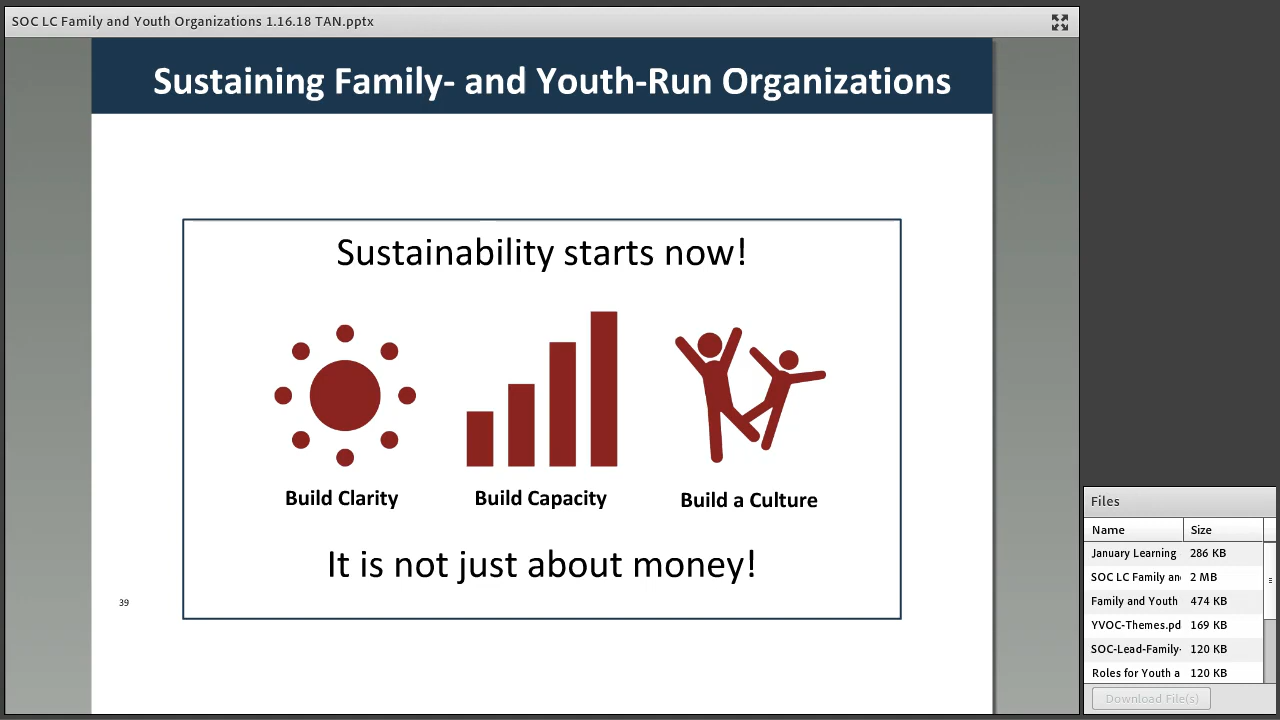 SOC LC Family and Youth Organizations 1.16.18 TAN.pptx
Sustaining Family- and Youth-Run Organizations
Sustainability starts now!
Build Clarity
Build Capacity
Build a Culture
It is not just about money!
39
Files
Name Size
January Learning 286 KB
SOC LC Family and 2 MB
Family and Youth 474 KB
YVOC-Themes.pd 169 KB
SOC-Lead-Family- 120 KB
Roles for Youth a 120 KB
Download File(s)